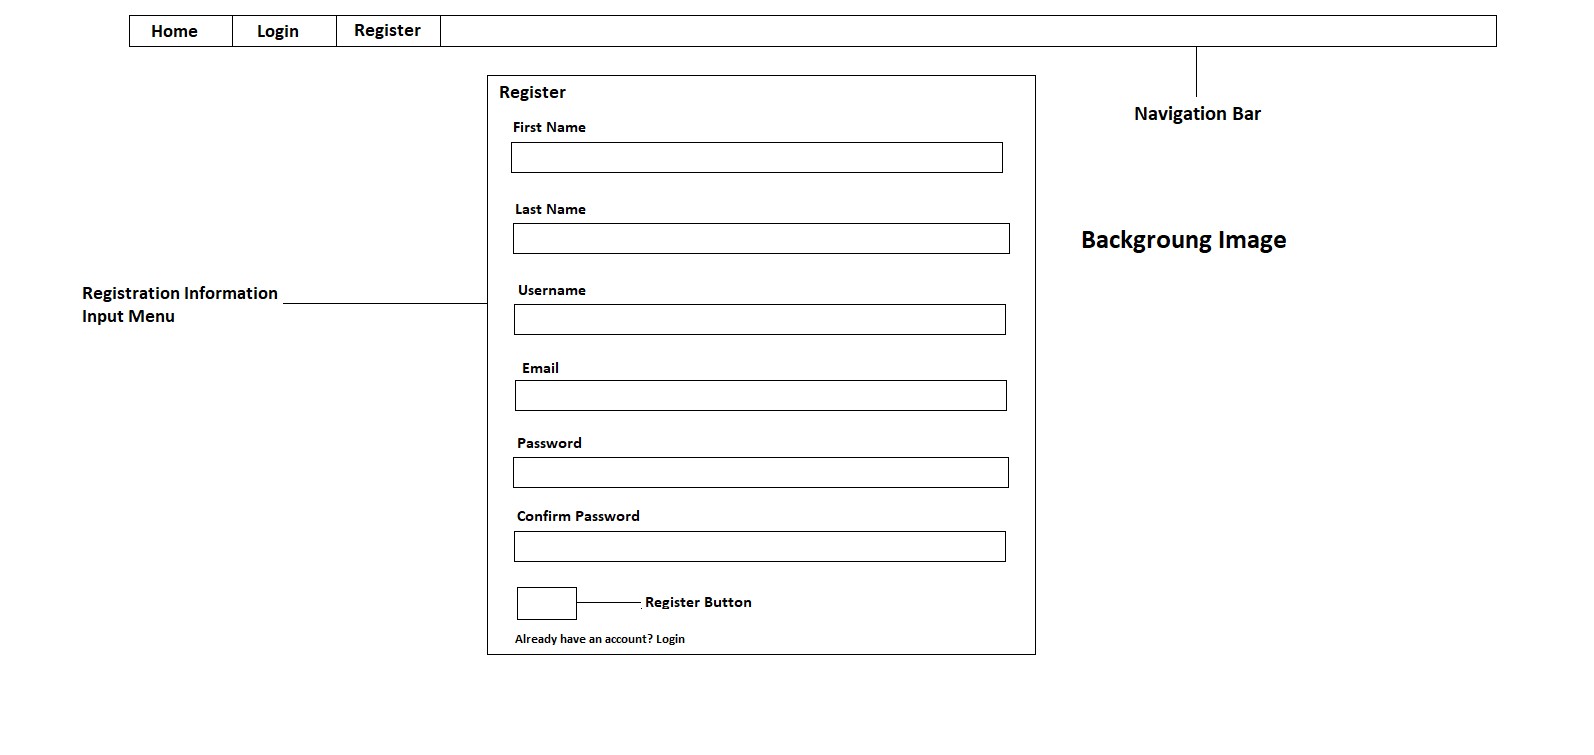 Home
Login
Register
Navigation Bar
Register
First Name
Last Name
Backgroung Image
Registration Information
Input Menu
Username
Email
Password
Confirm Password
Register Button
Already have an account? Login